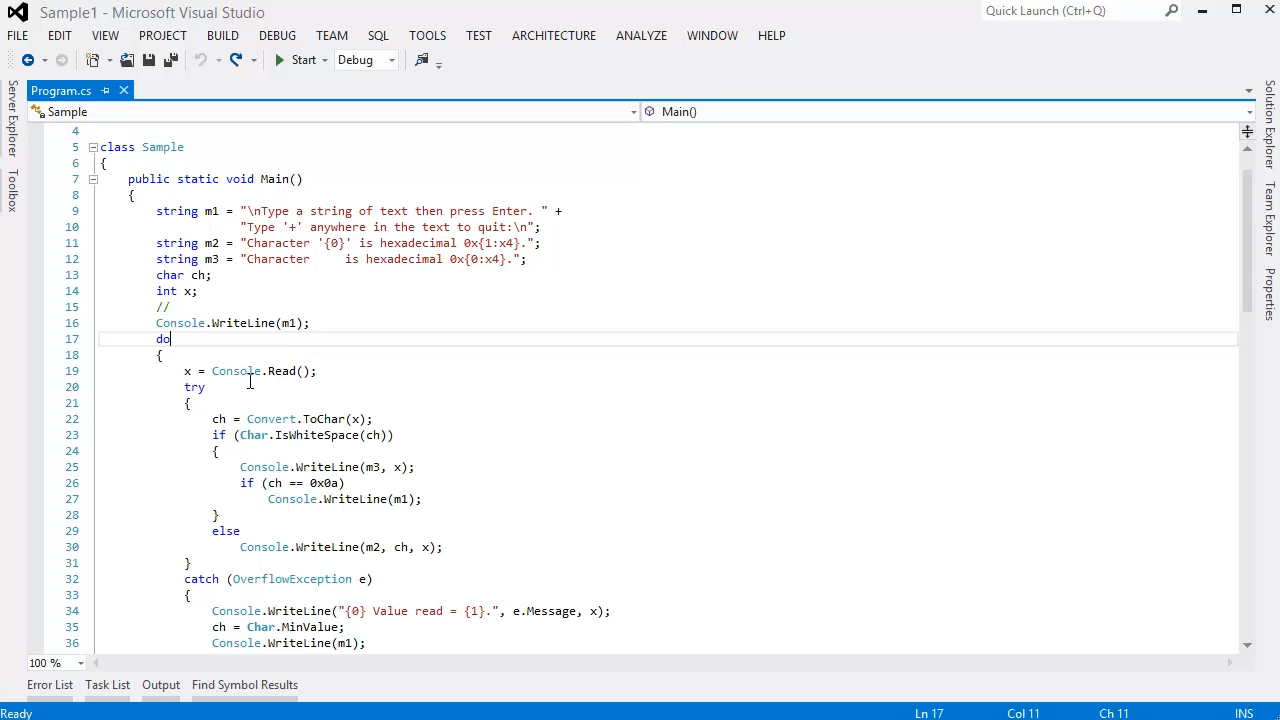 Sample1 - Microsoft Visual Studio
Quick Launch (Ctrl+Q)
FILE EDIT VIEW PROJECT BUILD DEBUG TEAM SQL TOOLS TEST ARCHITECTURE ANALYZE WINDOW HELP
Start Debug
Program.cs
Sample Main()
Server Explorer
Toolbox
Solution Explorer
Team Explorer
Properties
4
5 class Sample
6 {
7 public static void Main()
8 {
9 string m1 = "\nType a string of text then press Enter. " +
10 "Type '+' anywhere in the text to quit:\n";
11 string m2 = "Character '{0}' is hexadecimal 0x{1:x4}.";
12 string m3 = "Character     is hexadecimal 0x{0:x4}.";
13 char ch;
14 int x;
15 //
16 Console.WriteLine(m1);
17 do
18 {
19 x = Console.Read();
20 try
21 {
22 ch = Convert.ToChar(x);
23 if (Char.IsWhiteSpace(ch))
24 {
25 Console.WriteLine(m3, x);
26 if (ch == 0x0a)
27 Console.WriteLine(m1);
28 }
29 else
30 Console.WriteLine(m2, ch, x);
31 }
32 catch (OverflowException e)
33 {
34 Console.WriteLine("{0} Value read = {1}.", e.Message, x);
35 ch = Char.MinValue;
36 Console.WriteLine(m1);
100 %
Error List Task List Output Find Symbol Results
Ready Ln 17 Col 11 Ch 11 INS